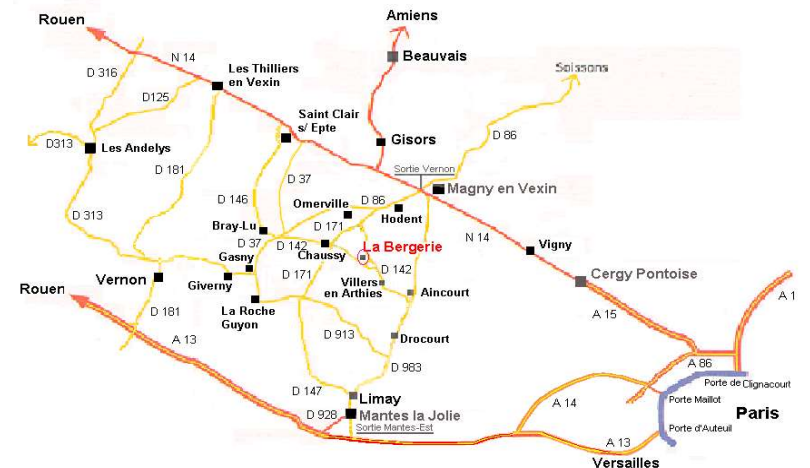 Amiens
Rouen
Beauvais
N 14
Soissons
D 316
Les Thilliers
en Vexin
D125
Saint Clair
s/ Epte
D 86
Gisors
D313
Les Andelys
D 181
Sortie Vernon
D 37
Magny en Vexin
D 146
Omerville
D 86
Hodent
D 313
D 171
Bray-Lu
N 14
D 37
D 142
Chaussy
La Bergerie
Vigny
Gasny
D 171
D 142
Cergy Pontoise
Vernon
Giverny
Villers
en Arthies
Aincourt
Rouen
A 1
D 181
La Roche
Guyon
A 15
A 13
D 913
Drocourt
D 983
A 86
Porte de Clignacourt
D 147
Limay
Porte Maillot
A 14
Paris
D 928
Mantes la Jolie
Sortie Mantes-Est
Porte d'Auteuil
A 13
Versailles